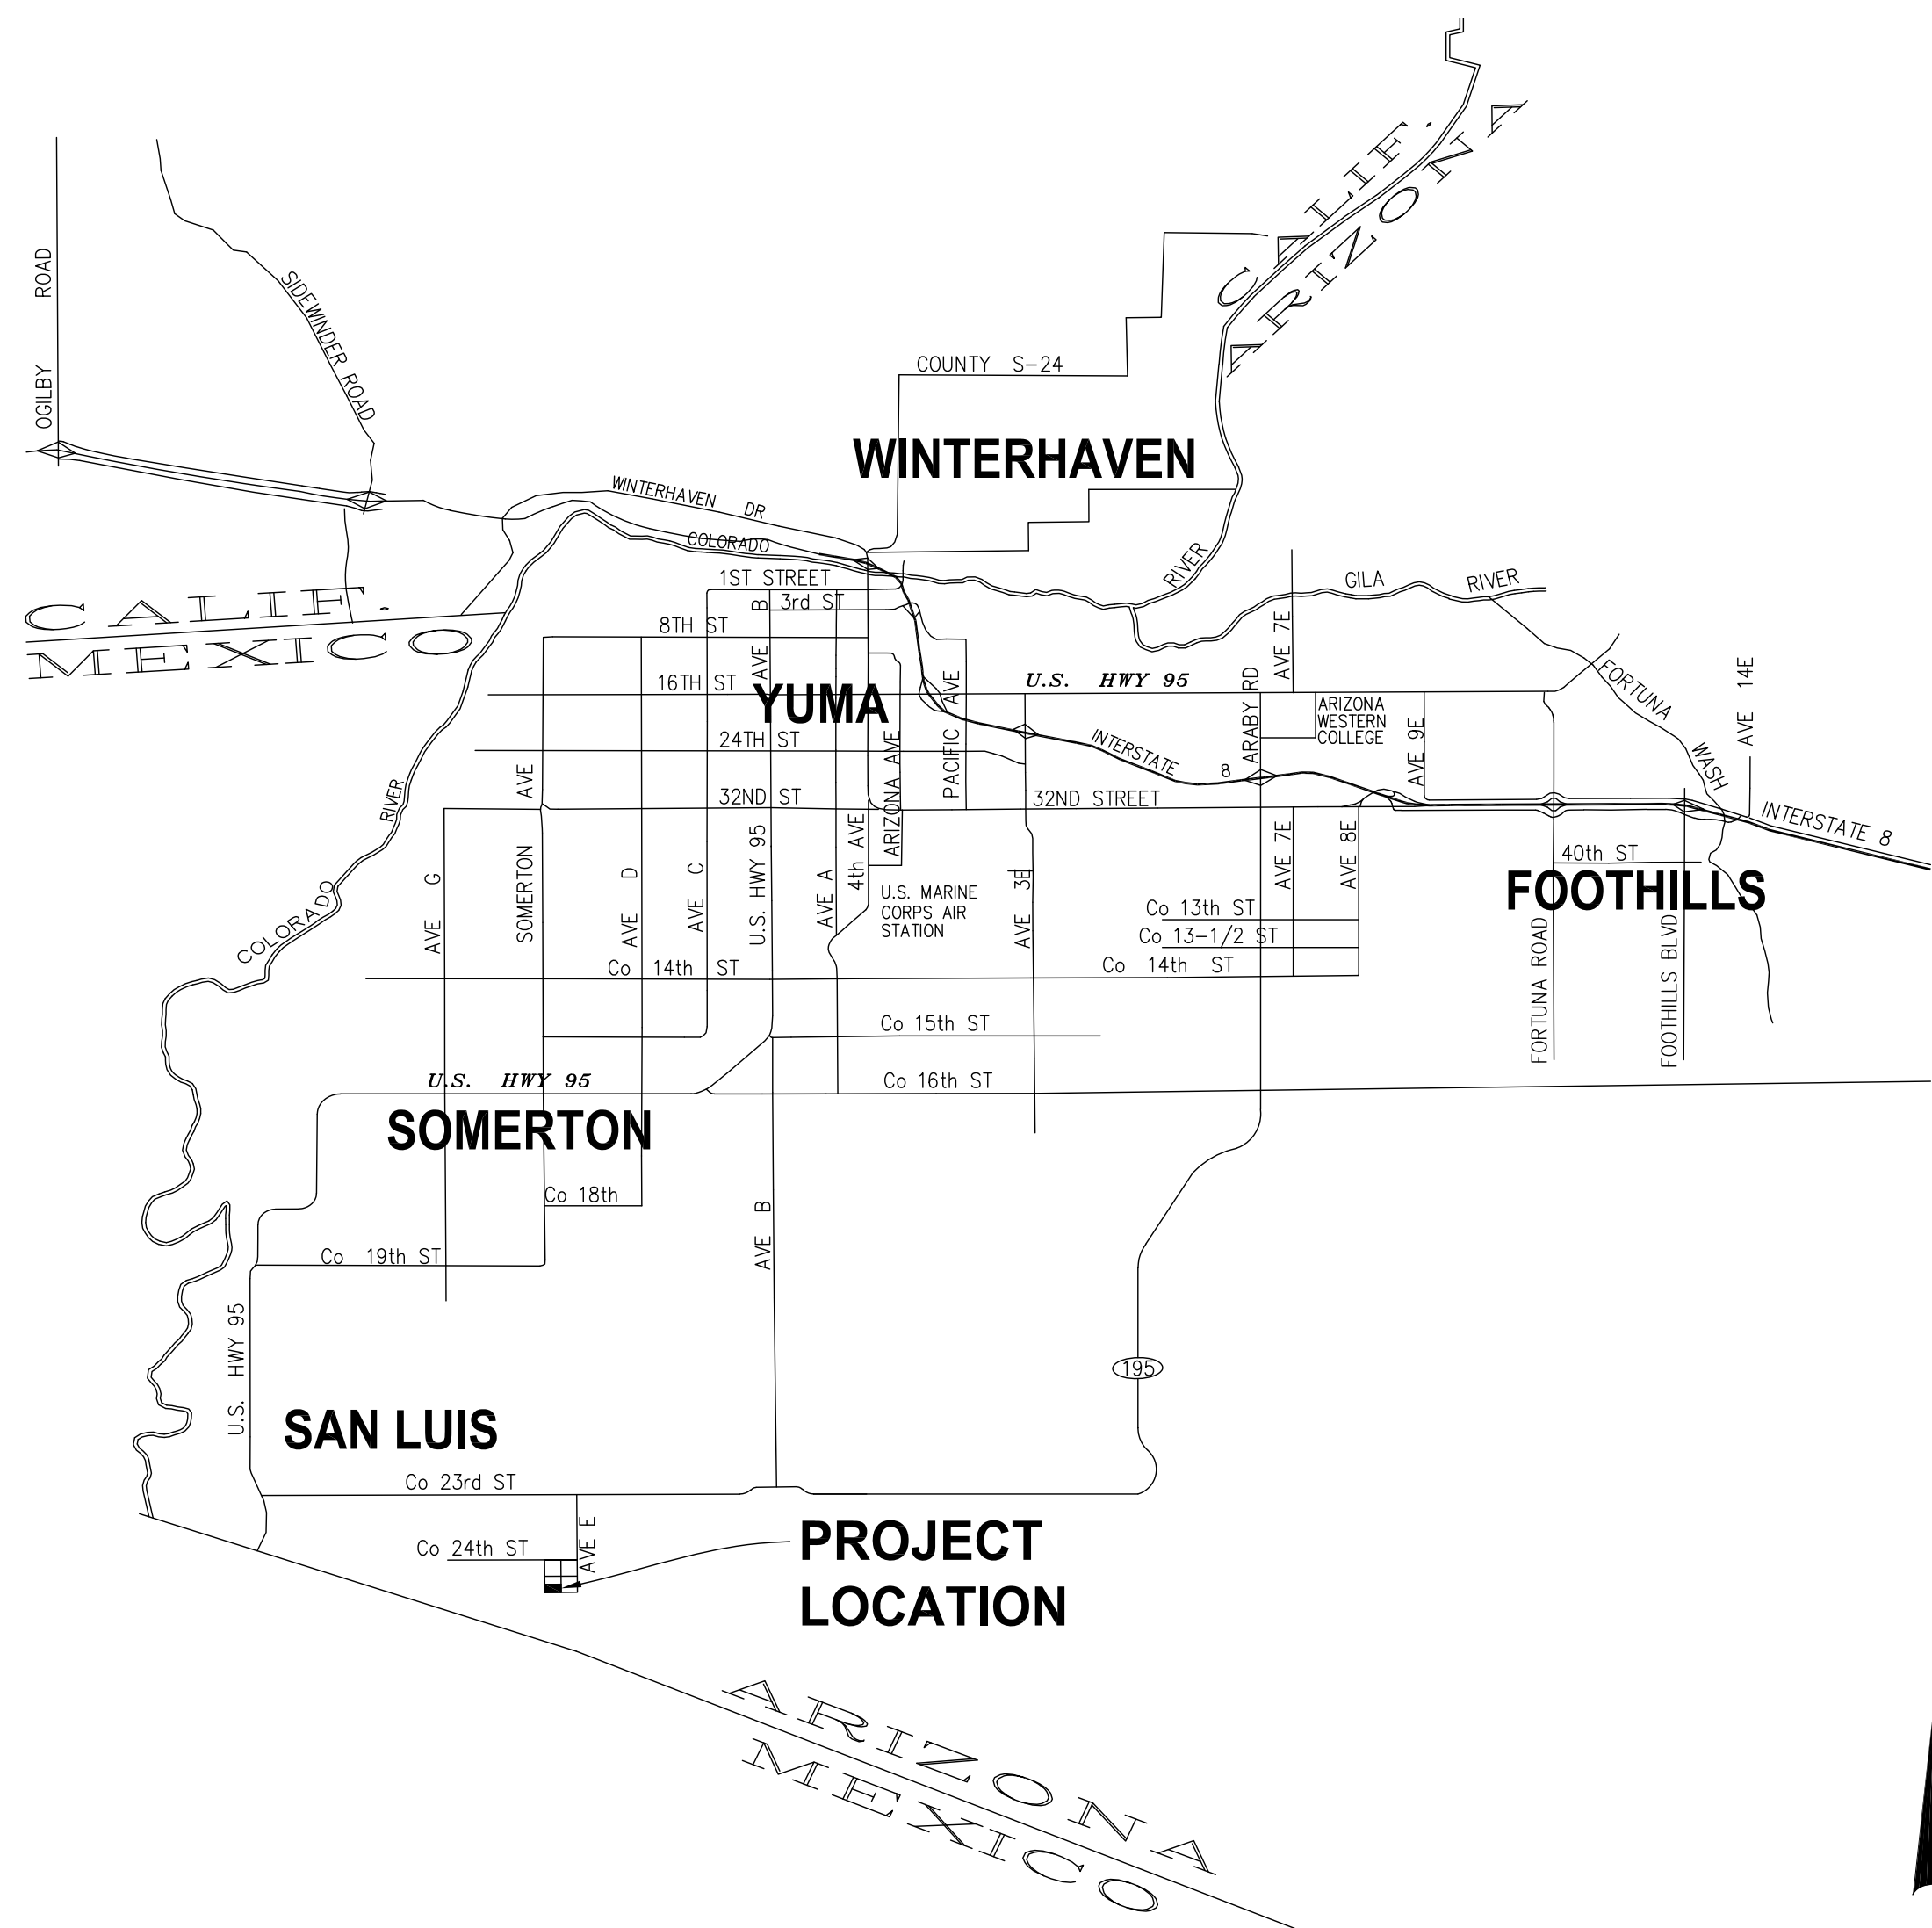 CALIF.
ARIZONA
OGILBY ROAD
SIDEWINDER ROAD
COUNTY S-24
WINTERHAVEN
WINTERHAVEN DR
COLORADO
RIVER
1ST STREET
3rd ST
GILA RIVER
CALIF.
MEXICO
8TH ST
AVE B
AVE 7E
16TH ST
YUMA
U.S. HWY 95
ARABY RD
ARIZONA
WESTERN
COLLEGE
FORTUNA
WASH
AVE 14E
24TH ST
ARIZONA AVE
PACIFIC AVE
INTERSTATE 8
AVE 9E
RIVER
COLORADO
32ND ST
32ND STREET
INTERSTATE 8
AVE G
SOMERTON AVE
AVE D
AVE C
U.S. HWY 95
AVE A
4th AVE
U.S. MARINE
CORPS AIR
STATION
AVE 3E
AVE 7E
AVE 8E
40th ST
FOOTHILLS
Co 13th ST
Co 13-1/2 ST
Co 14th ST
Co 14th ST
FORTUNA ROAD
FOOTHILLS BLVD
Co 15th ST
U.S. HWY 95
Co 16th ST
SOMERTON
Co 18th
AVE B
Co 19th ST
U.S. HWY 95
195
SAN LUIS
Co 23rd ST
Co 24th ST
AVE E
PROJECT
LOCATION
ARIZONA
MEXICO